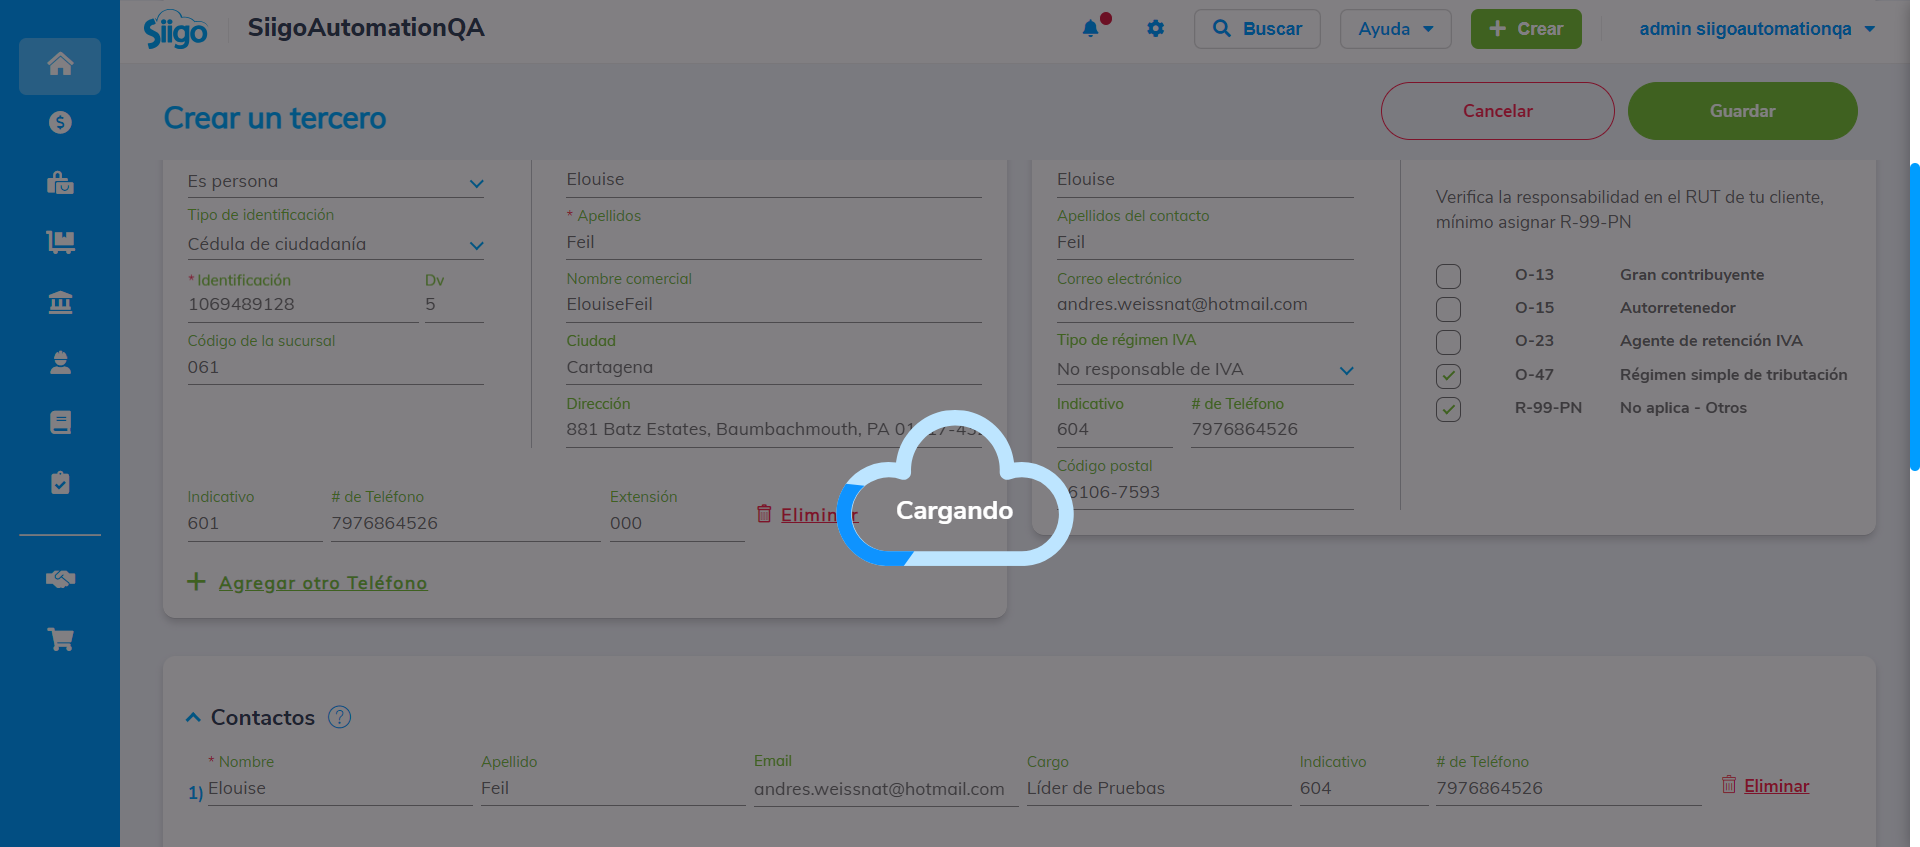 Siigo
SiigoAutomationQA
Buscar
Ayuda
Crear
admin siigoautomationqa
Crear un tercero
Cancelar
Guardar
Es persona
Tipo de identificación
Cédula de ciudadanía
* Identificación
Dv
1069489128
5
Código de la sucursal
061
Elouise
* Apellidos
Feil
Nombre comercial
ElouiseFeil
Ciudad
Cartagena
Dirección
881 Batz Estates, Baumbachmouth, PA
Indicativo
# de Teléfono
Extensión
601
7976864526
000
Eliminar
Agregar otro Teléfono
Elouise
Apellidos del contacto
Feil
Correo electrónico
andres.weissnat@hotmail.com
Tipo de régimen IVA
No responsable de IVA
Indicativo
# de Teléfono
604
7976864526
Código postal
6106-7593
Verifica la responsabilidad en el RUT de tu cliente,
mínimo asignar R-99-PN
O-13 Gran contribuyente
O-15 Autorretenedor
O-23 Agente de retención IVA
O-47 Régimen simple de tributación
R-99-PN No aplica - Otros
Cargando
Contactos ?
* Nombre
Apellido
Email
Cargo
Indicativo
# de Teléfono
1) Elouise
Feil
andres.weissnat@hotmail.com
Líder de Pruebas
604
7976864526
Eliminar